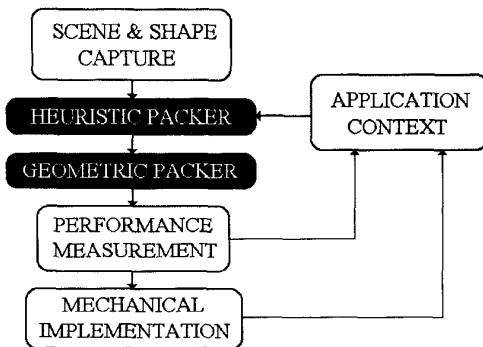 SCENE & SHAPE
CAPTURE
HEURISTIC PACKER
APPLICATION
CONTEXT
GEOMETRIC PACKER
PERFORMANCE
MEASUREMENT
MECHANICAL
IMPLEMENTATION